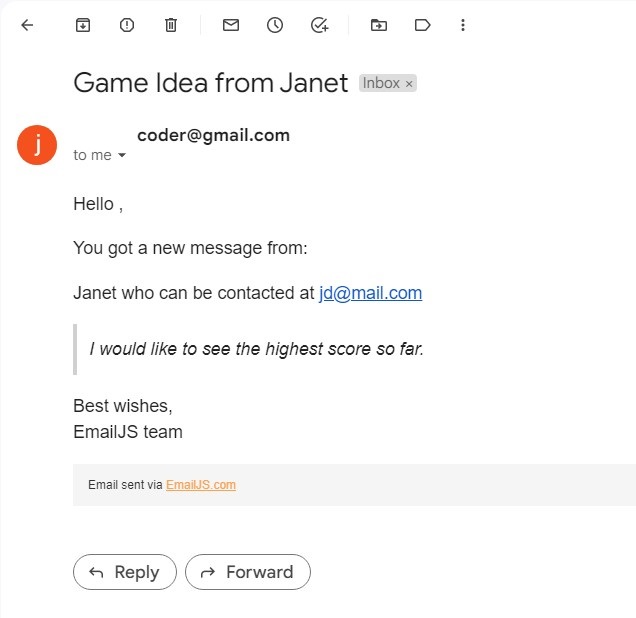 Game Idea from Janet Inbox ×
j
coder@gmail.com
to me
Hello ,
You got a new message from:
Janet who can be contacted at jd@mail.com
I would like to see the highest score so far.
Best wishes,
EmailJS team
Email sent via EmailJS.com
Reply Forward